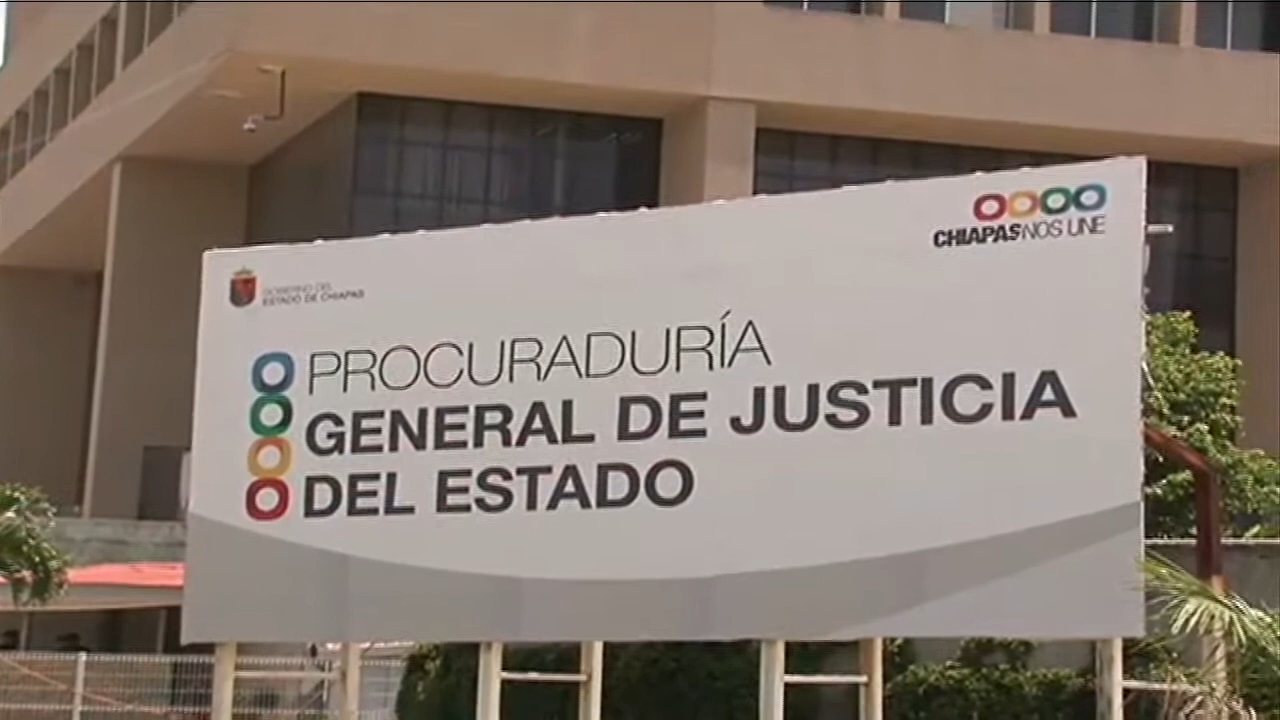 GOBIERNO DEL
ESTADO DE CHIAPAS
CHIAPAS NOS UNE
PROCURADURÍA
GENERAL DE JUSTICIA
DEL ESTADO